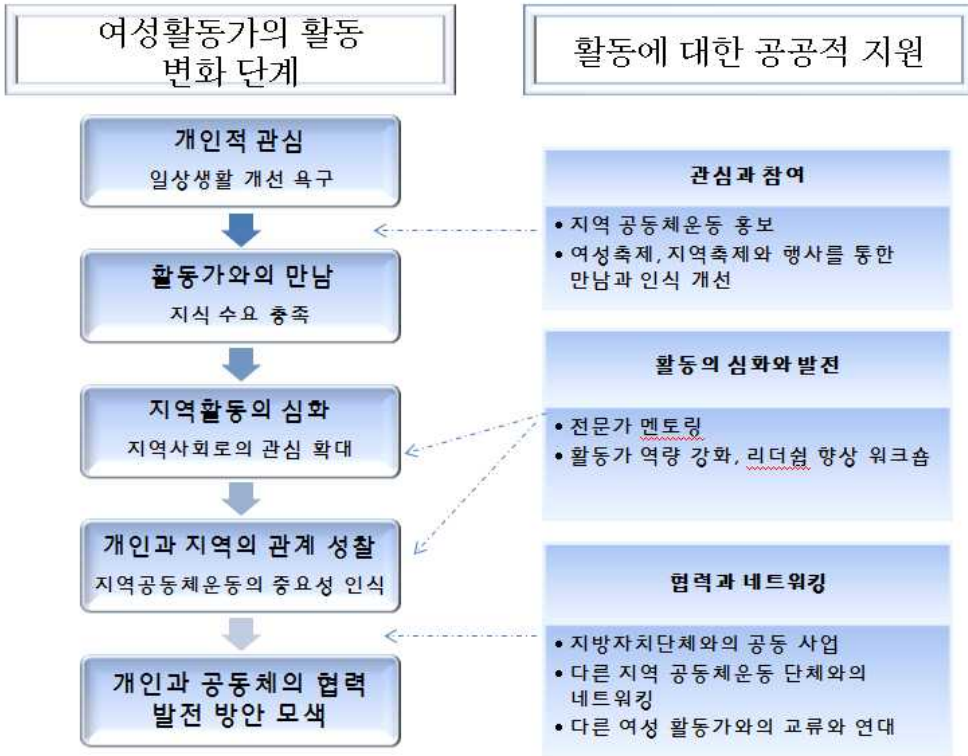 여성활동가의 활동
변화 단계
개인적 관심
일상생활 개선 욕구
활동가와의 만남
지식 수요 충족
지역활동의 심화
지역사회로의 관심 확대
개인과 지역의 관계 성찰
지역공동체운동의 중요성 인식
개인과 공동체의 협력
발전 방안 모색
활동에 대한 공공적 지원
관심과 참여
• 지역 공동체운동 홍보
• 여성축제, 지역축제와 행사를 통한
만남과 인식 개선
활동의 심화와 발전
• 전문가 멘토링
• 활동가 역량 강화, 리더쉽 향상 워크숍
협력과 네트워킹
• 지방자치단체와의 공동 사업
• 다른 지역 공동체운동 단체와의
네트워킹
• 다른 여성 활동가와의 교류와 연대